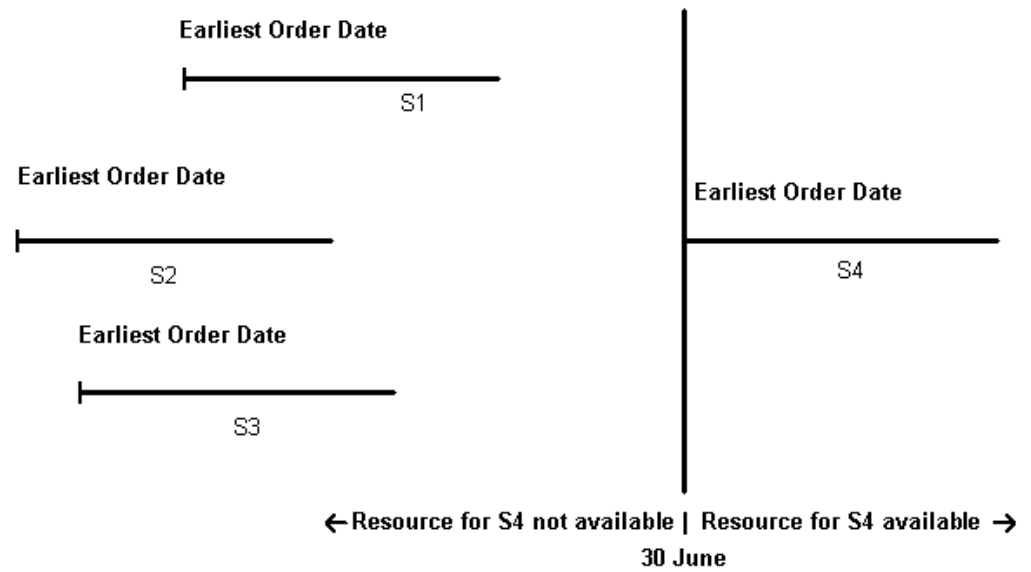 Earliest Order Date
S1
Earliest Order Date
Earliest Order Date
S2
S4
Earliest Order Date
S3
←Resource for S4 not available | Resource for S4 available →
30 June